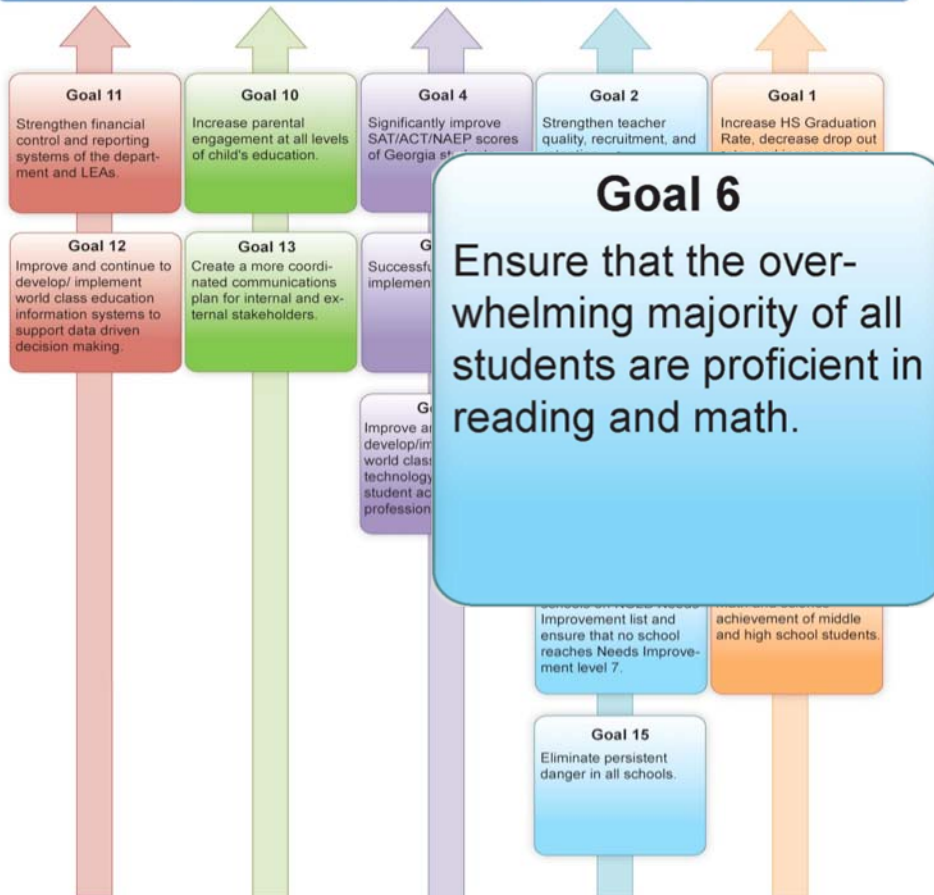 Goal 11
Strengthen financial
control and reporting
systems of the depart-
ment and LEAs.
Goal 10
Increase parental
engagement at all levels
of child's education.
Goal 4
Significantly improve
SAT/ACT/NAEP scores
of Georgia
Goal 2
Strengthen teacher
quality, recruitment, and
Goal 1
Increase HS Graduation
Rate, decrease drop out
Goal 12
Improve and continue to
develop/ implement
world class education
information systems to
support data driven
decision making.
Goal 13
Create a more coordi-
nated communications
plan for internal and ex-
ternal stakeholders.
Goal 6
Ensure that the over-
whelming majority of all
students are proficient in
reading and math.
Improve
world
technology
student
Improvement list and
ensure that no school
reaches Needs Improve-
ment level 7.
achievement of middle
and high school students.
Goal 15
Eliminate persistent
danger in all schools.